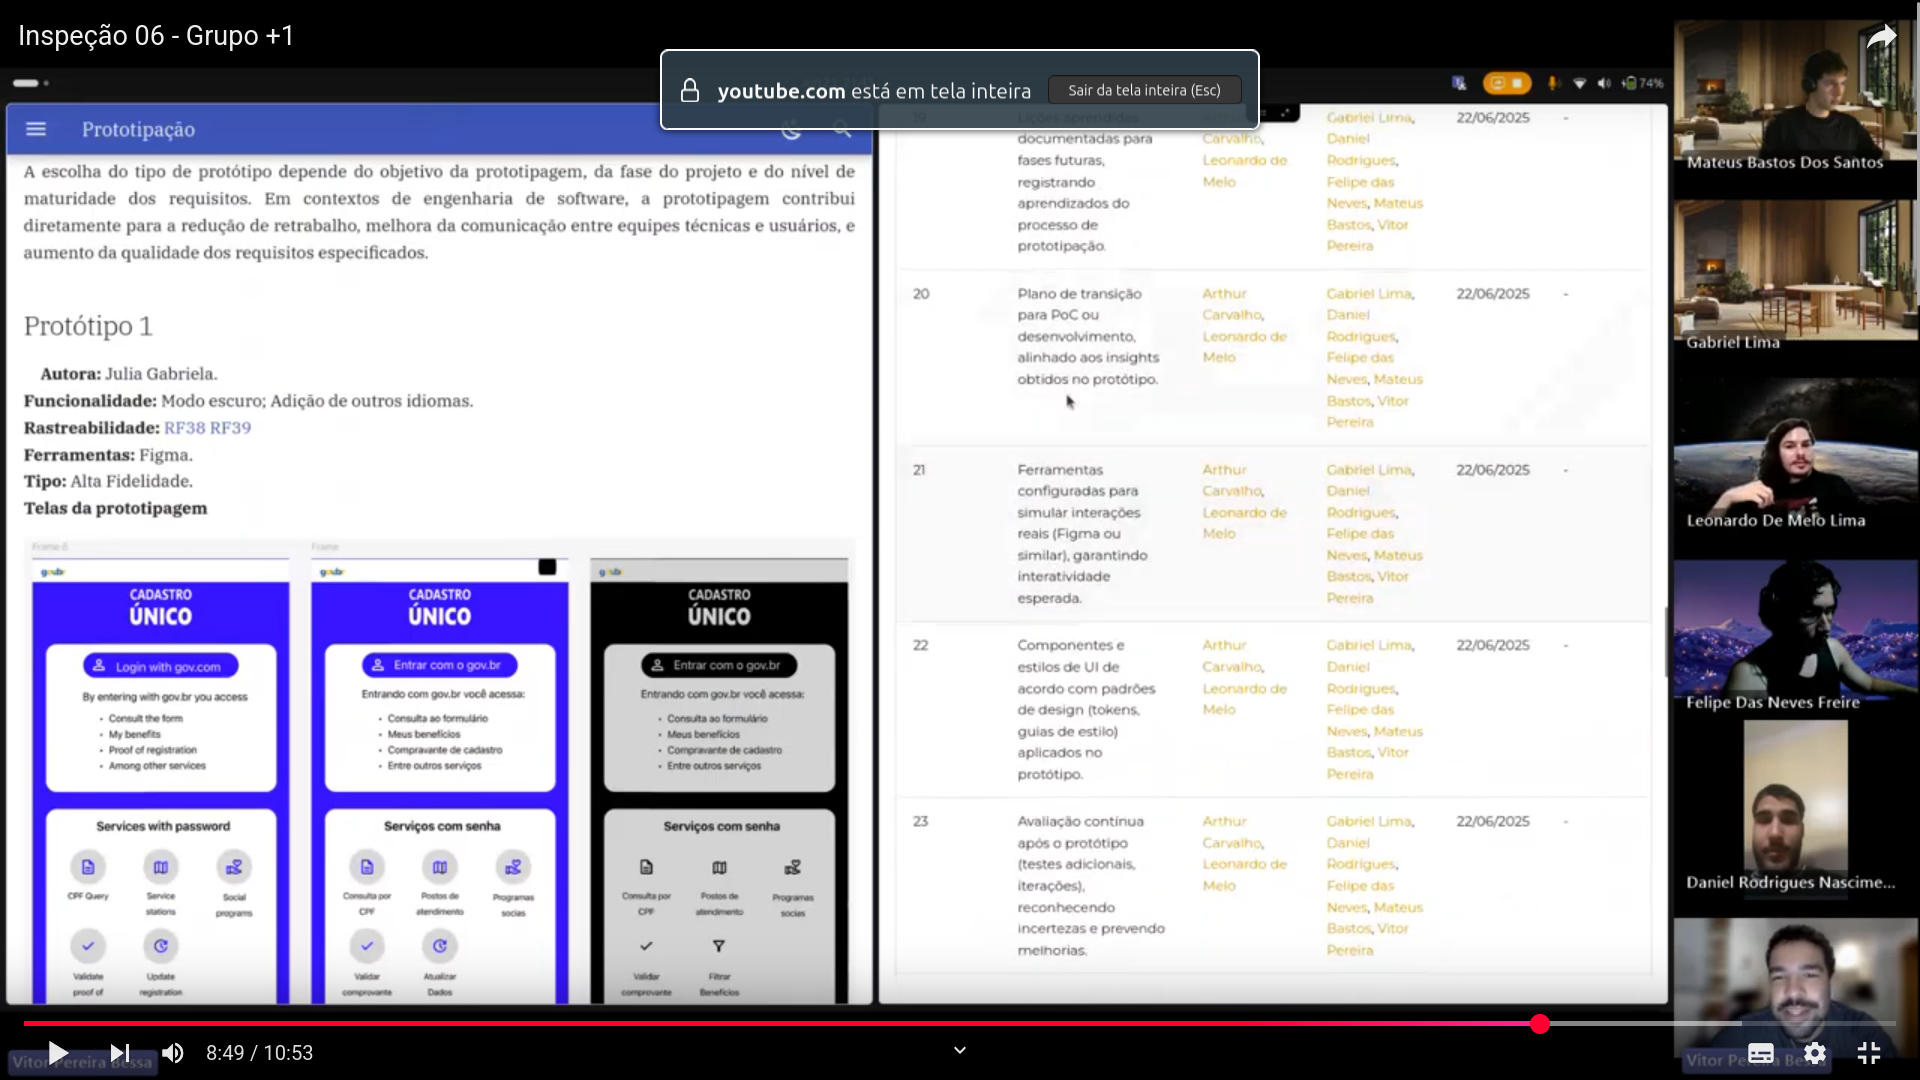 Inspeção 06 - Grupo +1
youtube.com está em tela inteira
Sair da tela inteira (Esc)
74%
Prototipação
A escolha do tipo de protótipo depende do objetivo da prototipagem, da fase do projeto e do nível de
maturidade dos requisitos. Em contextos de engenharia de software, a prototipagem contribui
diretamente para a redução de retrabalho, melhora da comunicação entre equipes técnicas e usuários, e
aumento da qualidade dos requisitos especificados.
Protótipo 1
Autora: Julia Gabriela.
Funcionalidade: Modo escuro; Adição de outros idiomas.
Rastreabilidade: RF38 RF39
Ferramentas: Figma.
Tipo: Alta Fidelidade.
Telas da prototipagem
Frame 6
gov.br
CADASTRO
ÚNICO
Login with gov.com
By entering with gov.br you access
• Consult the form
• My benefits
• Proof of registration
• Among other services
Services with password
CPF Query
Service
stations
Social
programs
Validate
proof of
Update
registration
Frame
gov.br
CADASTRO
ÚNICO
Entrar com o gov.br
Entrando com gov.br você acessa:
• Consulta ao formulário
• Meus benefícios
• Compravante de cadastro
• Entre outros serviços
Serviços com senha
Consulta por
CPF
Postos de
atendimento
Programas
socias
Validar
comprovante
Atualizar
Dados
gov.br
CADASTRO
ÚNICO
Entrar com o gov.br
Entrando com gov.br você acessa:
• Consulta ao formulário
• Meus benefícios
• Compravante de cadastro
• Entre outros serviços
Serviços com senha
Consulta por
CPF
Postos de
atendimento
Programas
socias
Validar
comprovante
Filtrar
Benefícios
19
Lições aprendidas
documentadas para
fases futuras,
registrando
aprendizados do
processo de
prototipação.
Arthur
Carvalho,
Leonardo de
Melo
Gabriel Lima,
Daniel
Rodrigues,
Felipe das
Neves, Mateus
Bastos, Vitor
Pereira
22/06/2025
-
20
Plano de transição
para PoC ou
desenvolvimento,
alinhado aos insights
obtidos no protótipo.
Arthur
Carvalho,
Leonardo de
Melo
Gabriel Lima,
Daniel
Rodrigues,
Felipe das
Neves, Mateus
Bastos, Vitor
Pereira
22/06/2025
-
21
Ferramentas
configuradas para
simular interações
reais (Figma ou
similar), garantindo
interatividade
esperada.
Arthur
Carvalho,
Leonardo de
Melo
Gabriel Lima,
Daniel
Rodrigues,
Felipe das
Neves, Mateus
Bastos, Vitor
Pereira
22/06/2025
-
22
Componentes e
estilos de UI de
acordo com padrões
de design (tokens,
guias de estilo)
aplicados no
protótipo.
Arthur
Carvalho,
Leonardo de
Melo
Gabriel Lima,
Daniel
Rodrigues,
Felipe das
Neves, Mateus
Bastos, Vitor
Pereira
22/06/2025
-
23
Avaliação contínua
após o protótipo
(testes adicionais,
iterações),
reconhecendo
incertezas e prevendo
melhorias.
Arthur
Carvalho,
Leonardo de
Melo
Gabriel Lima,
Daniel
Rodrigues,
Felipe das
Neves, Mateus
Bastos, Vitor
Pereira
22/06/2025
-
Mateus Bastos Dos Santos
Gabriel Lima
Leonardo De Melo Lima
Felipe Das Neves Freire
Daniel Rodrigues Nascime...
Vitor Pereira Bessa
8:49 / 10:53
Vitor Pereira Bessa